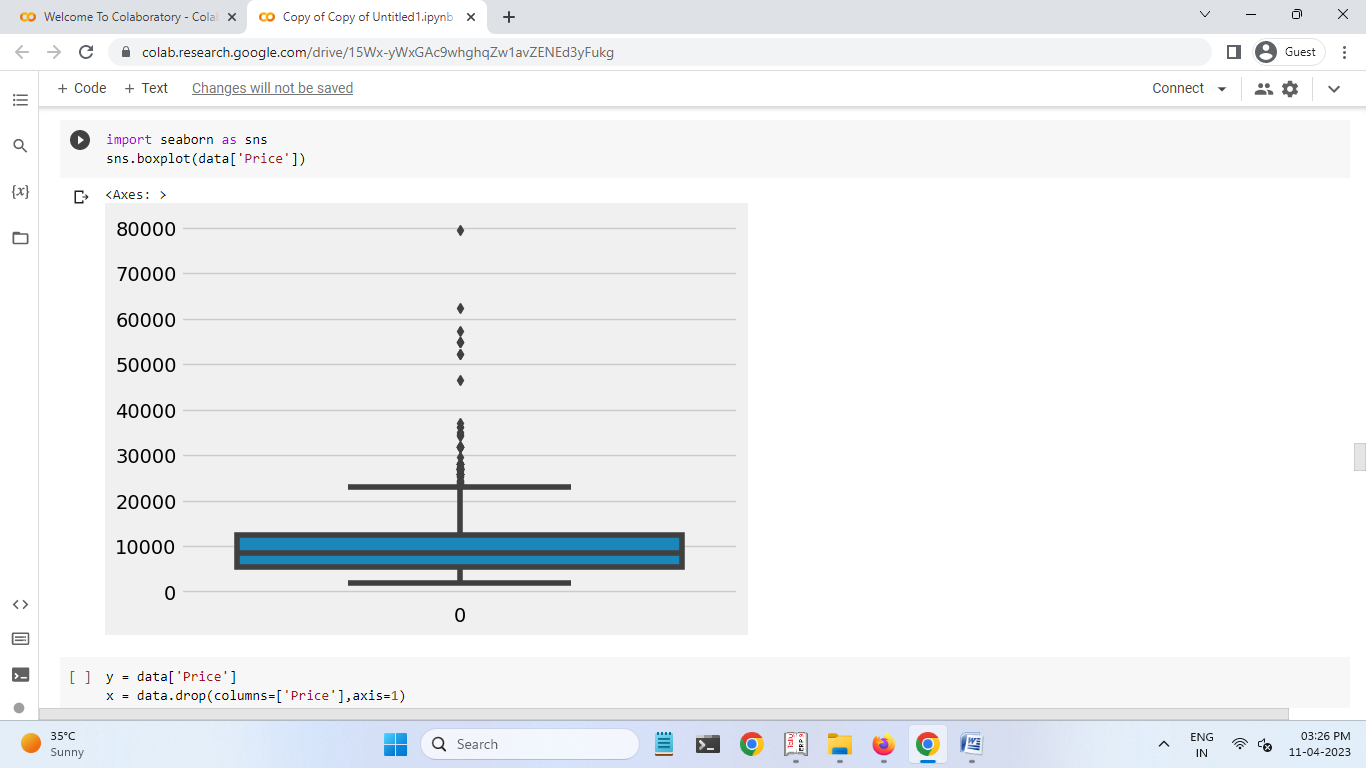 Welcome To Colaboratory - Cola
Copy of Copy of Untitled1.ipynb
colab.research.google.com/drive/15Wx-yWxGAc9whghqZw1avZENEd3yFukg
Guest
+ Code + Text Changes will not be saved
Connect
import seaborn as sns
sns.boxplot(data['Price'])
<Axes: >
80000
70000
60000
50000
40000
30000
20000
10000
0
0
[ ] y = data['Price']
x = data.drop(columns=['Price'],axis=1)
{x}
35°C
Sunny
Search
ENG
IN
03:26 PM
11-04-2023